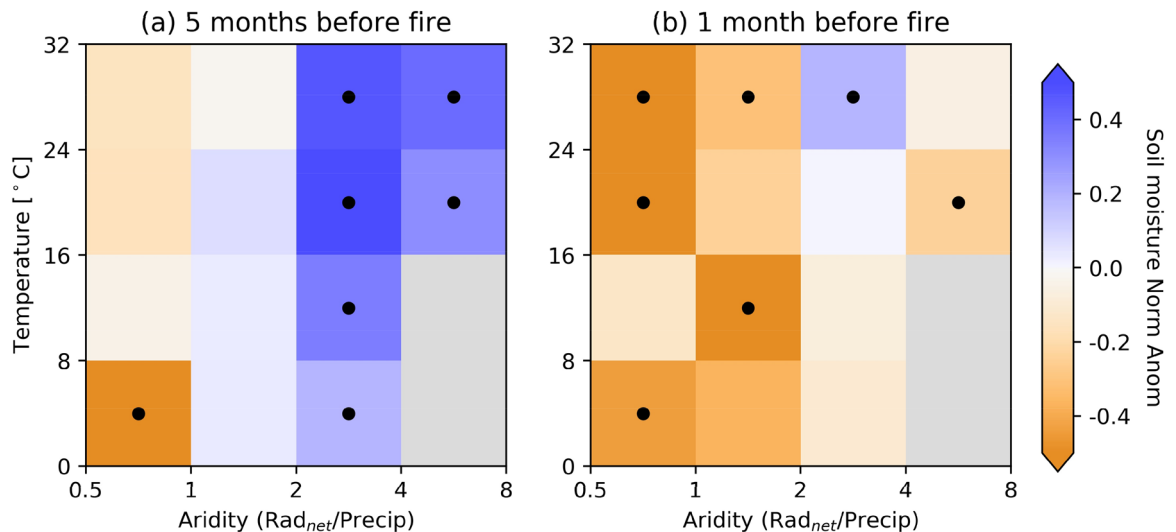 (a) 5 months before fire
(b) 1 month before fire
Temperature [°C]
32
24
16
8
0
0.5 1 2 4 8
Aridity (Rad_net/Precip)
32
24
16
8
0
0.5 1 2 4 8
Aridity (Rad_net/Precip)
0.4
0.2
0.0
-0.2
-0.4
Soil moisture Norm Anom